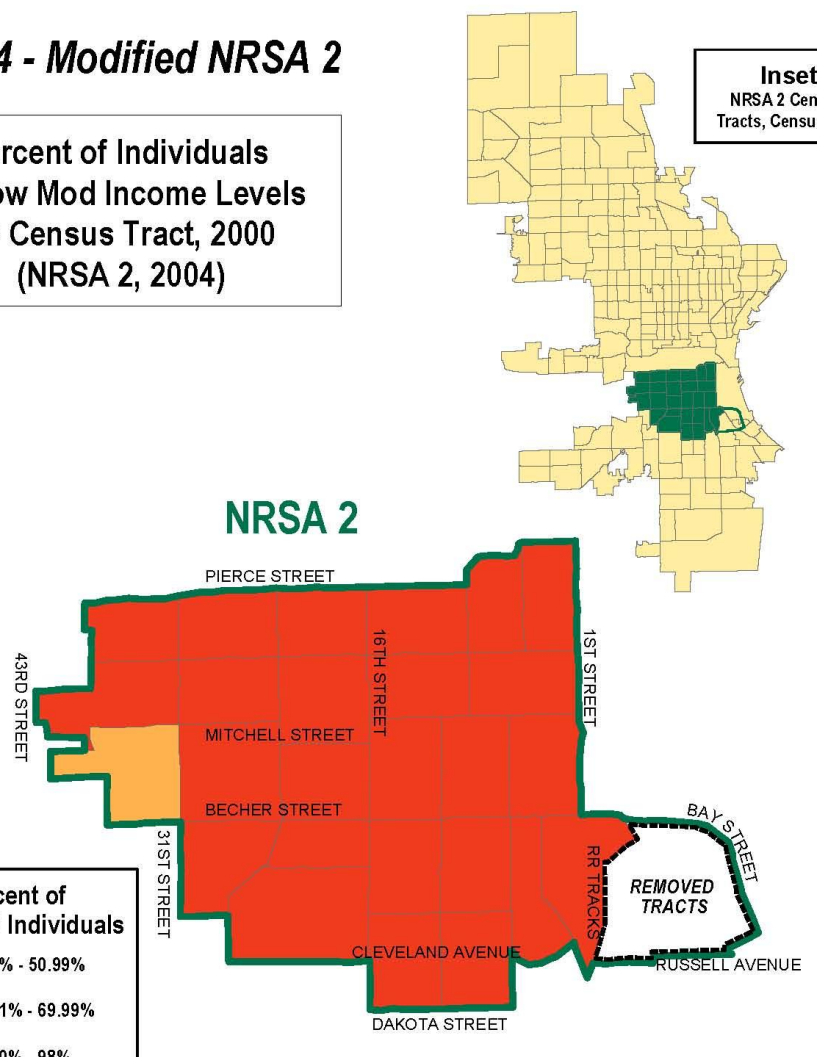 4 - Modified NRSA 2
rcent of Individuals
ow Mod Income Levels
Census Tract, 2000
(NRSA 2, 2004)
Inset
NRSA 2 Cen
Tracts, Censu
NRSA 2
PIERCE STREET
43RD STREET
16TH STREET
1ST STREET
MITCHELL STREET
BECHER STREET
31ST STREET
BAY STREET
RR TRACKS
REMOVED
TRACTS
CLEVELAND AVENUE
RUSSELL AVENUE
DAKOTA STREET
cent of
Individuals
% - 50.99%
1% - 69.99%
0% - 98%